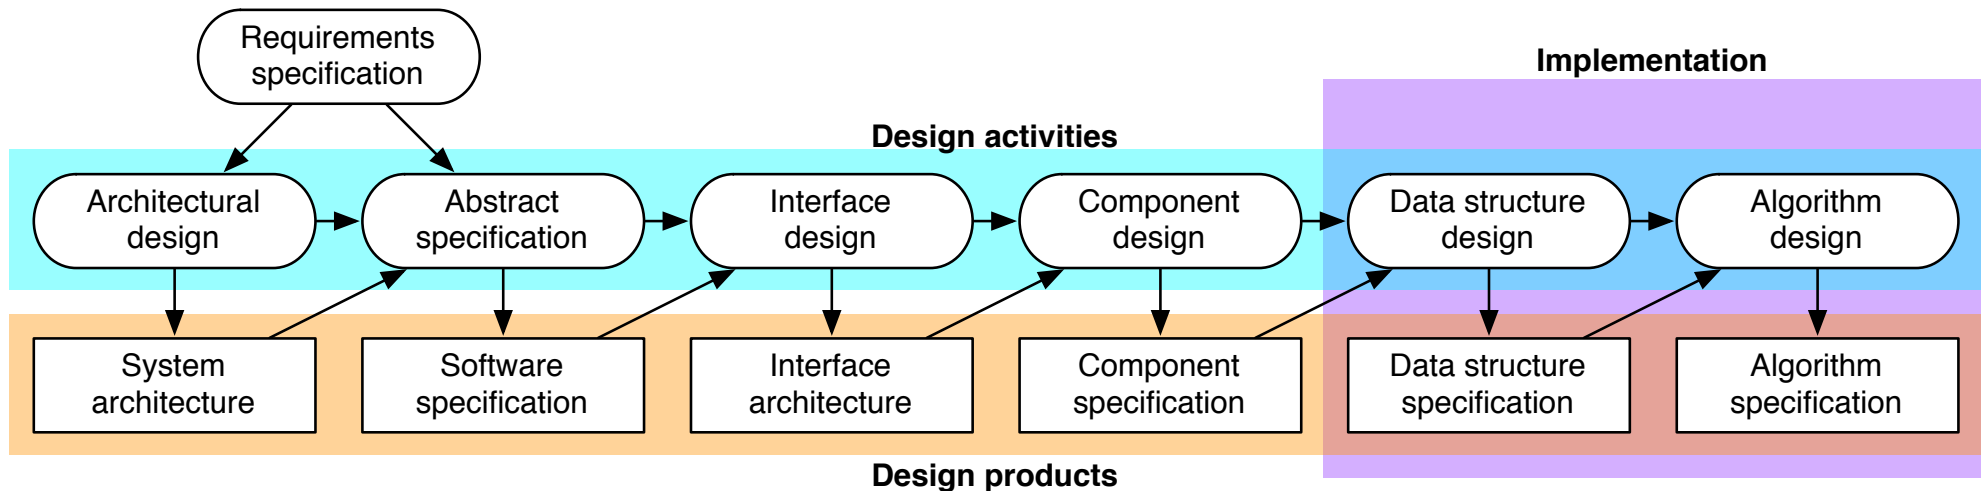 Requirements
specification
Implementation
Design activities
Architectural
design
Abstract
specification
Interface
design
Component
design
Data structure
design
Algorithm
design
System
architecture
Software
specification
Interface
architecture
Component
specification
Data structure
specification
Algorithm
specification
Design products